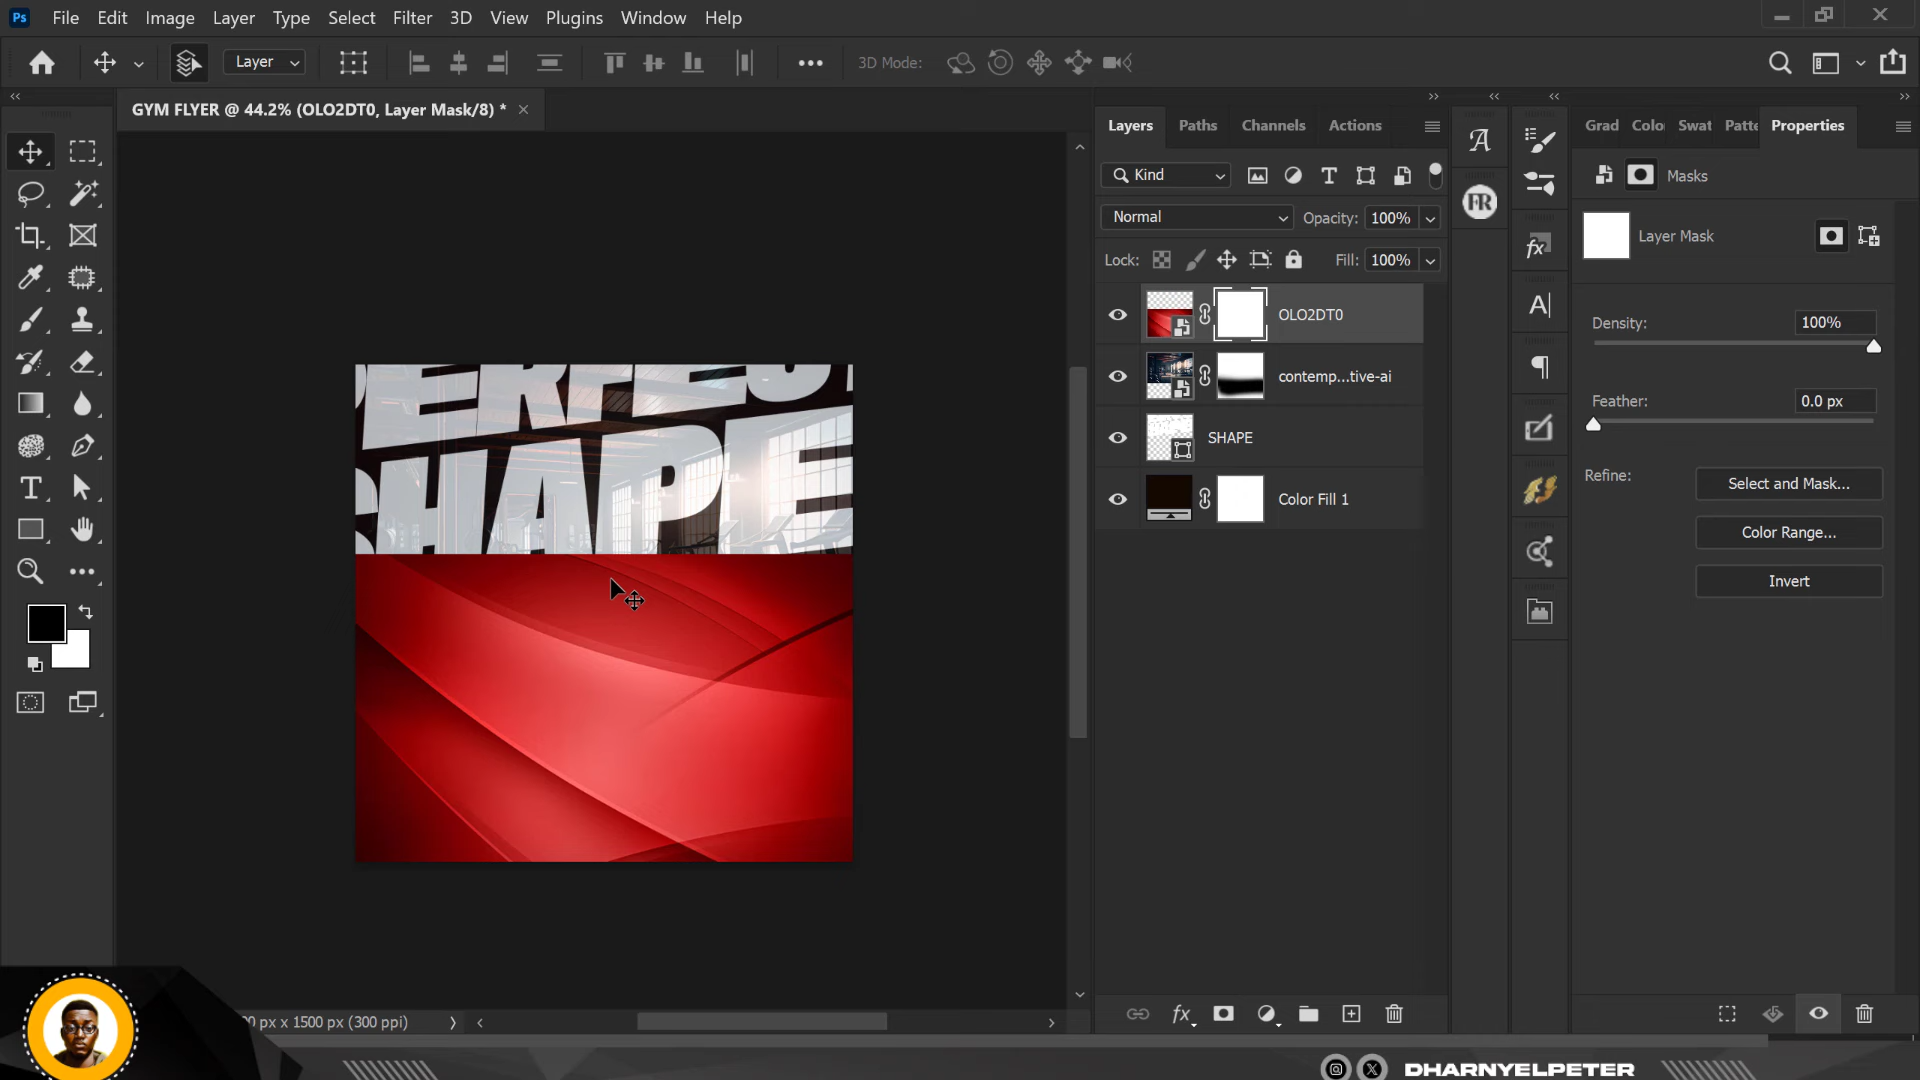 Ps File Edit Image Layer Type Select Filter 3D View Plugins Window Help
Layer 3D Mode:
GYM FLYER @ 44.2% (OLO2DT0, Layer Mask/8) *
Layers Paths Channels Actions
Grad Colo Swat Patte Properties
Kind
Masks
Normal Opacity: 100%
Layer Mask
Lock: Fill: 100%
OLO2DT0
Density: 100%
contemp...tive-ai
Feather: 0.0 px
SHAPE
Refine: Select and Mask...
Color Fill 1
Color Range...
Invert
PERFECT
SHAPE
px x 1500 px (300 ppi)
DHARNYELPETER